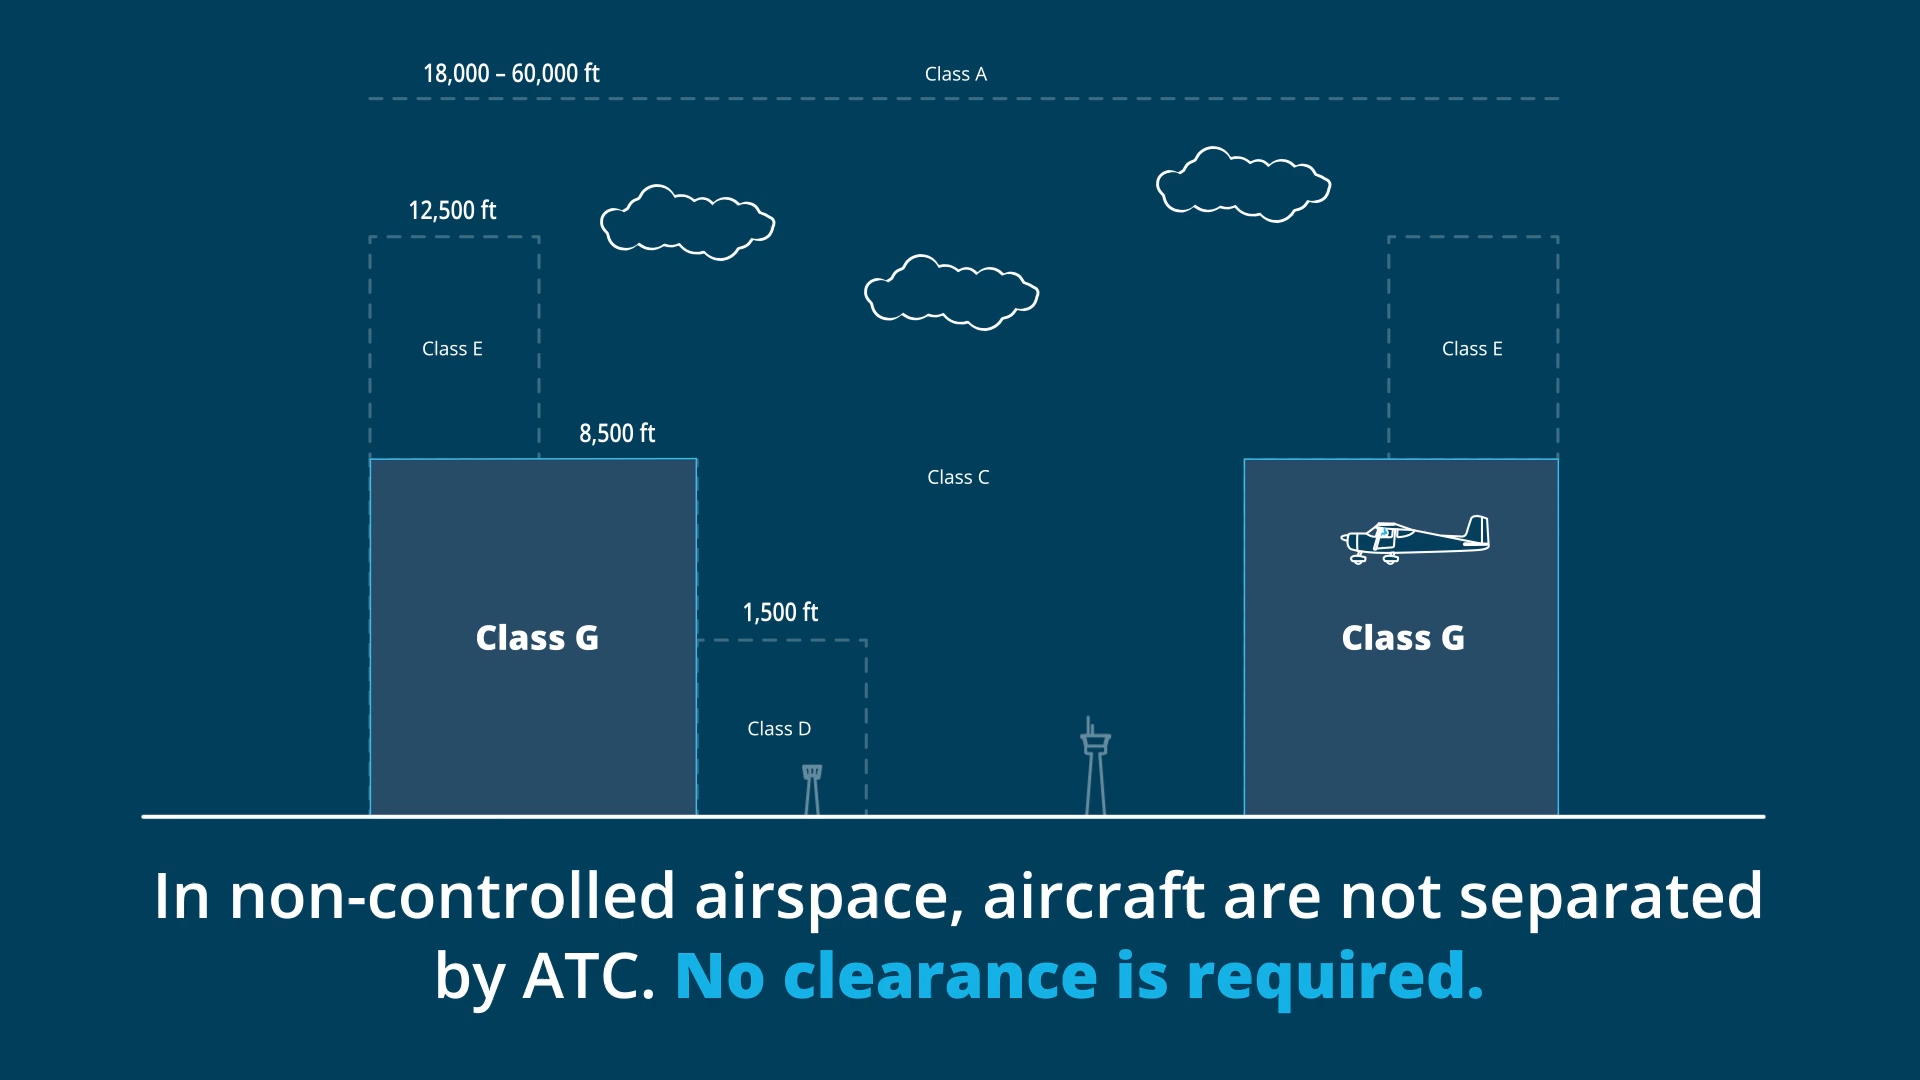 18,000 – 60,000 ft
Class A
12,500 ft
Class E
Class E
8,500 ft
Class C
1,500 ft
Class G
Class G
Class D
In non-controlled airspace, aircraft are not separated
by ATC. No clearance is required.